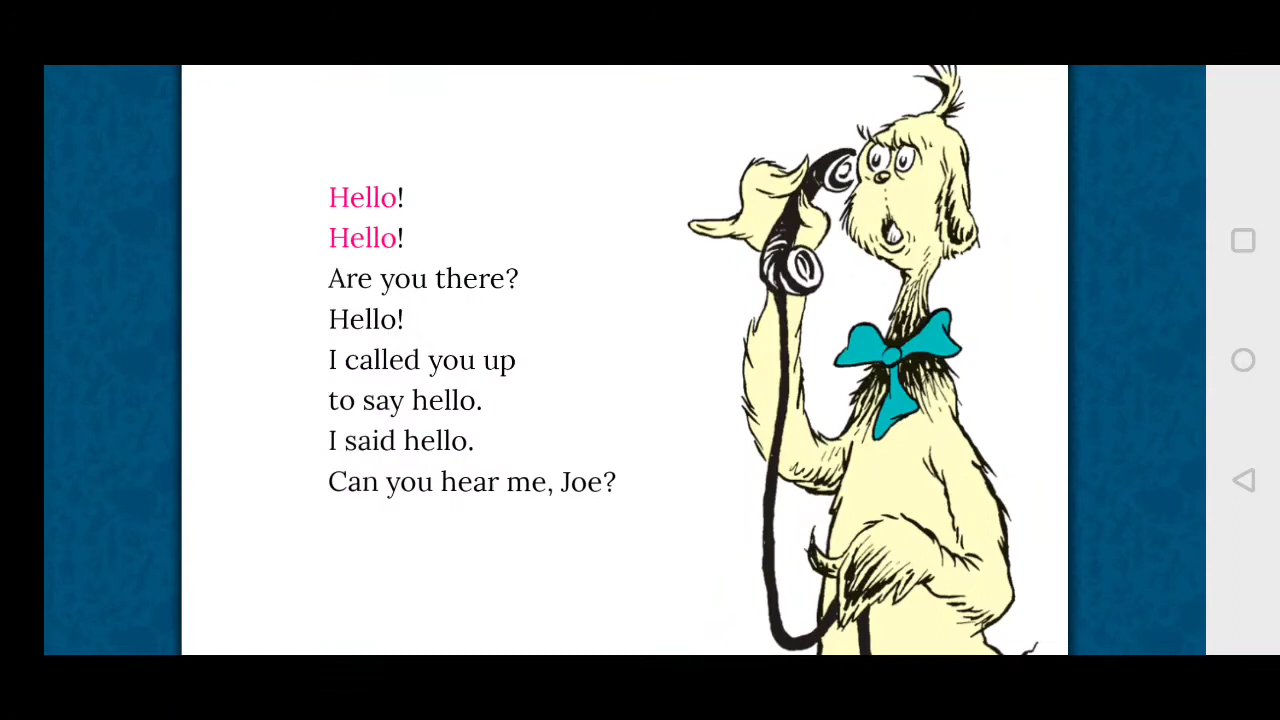 Hello!
Hello!
Are you there?
Hello!
I called you up
to say hello.
I said hello.
Can you hear me, Joe?